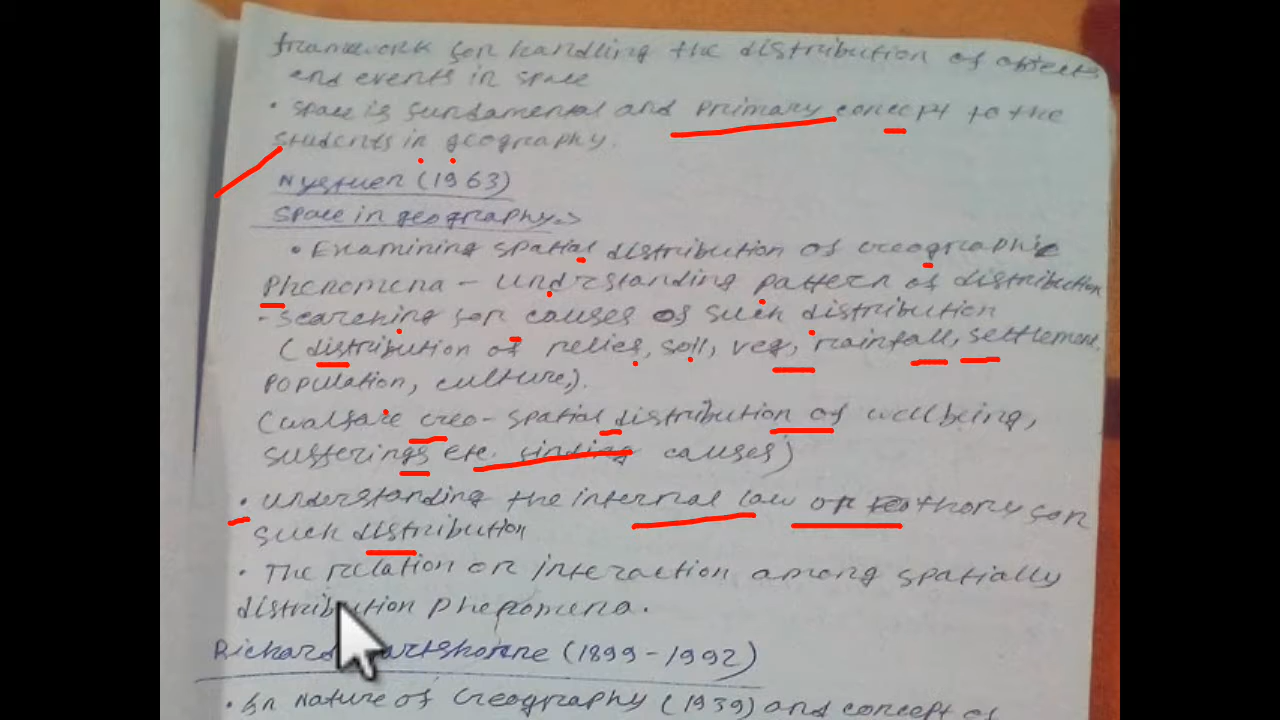 framework for handling the distribution of objects
and events in space
• space is fundamental and primary concept to the
students in geography.
Nystuen (1963)
Space in geography->
• Examining spatial distribution of Geographic
Phenomena - understanding pattern of distribution
- searching for causes of such distribution
(distribution of relief, soil, veg, rainfall, settlement,
population, culture,).
(walfare Geo- spatial distribution of wellbeing,
sufferings etc. finding causes)
• understanding the internal law or thory for
such distribution
• The relation or interaction among spatially
distribution phenomena.
Richard Hartshorne (1899-1992)
• In Nature of Geography (1939) and concept of